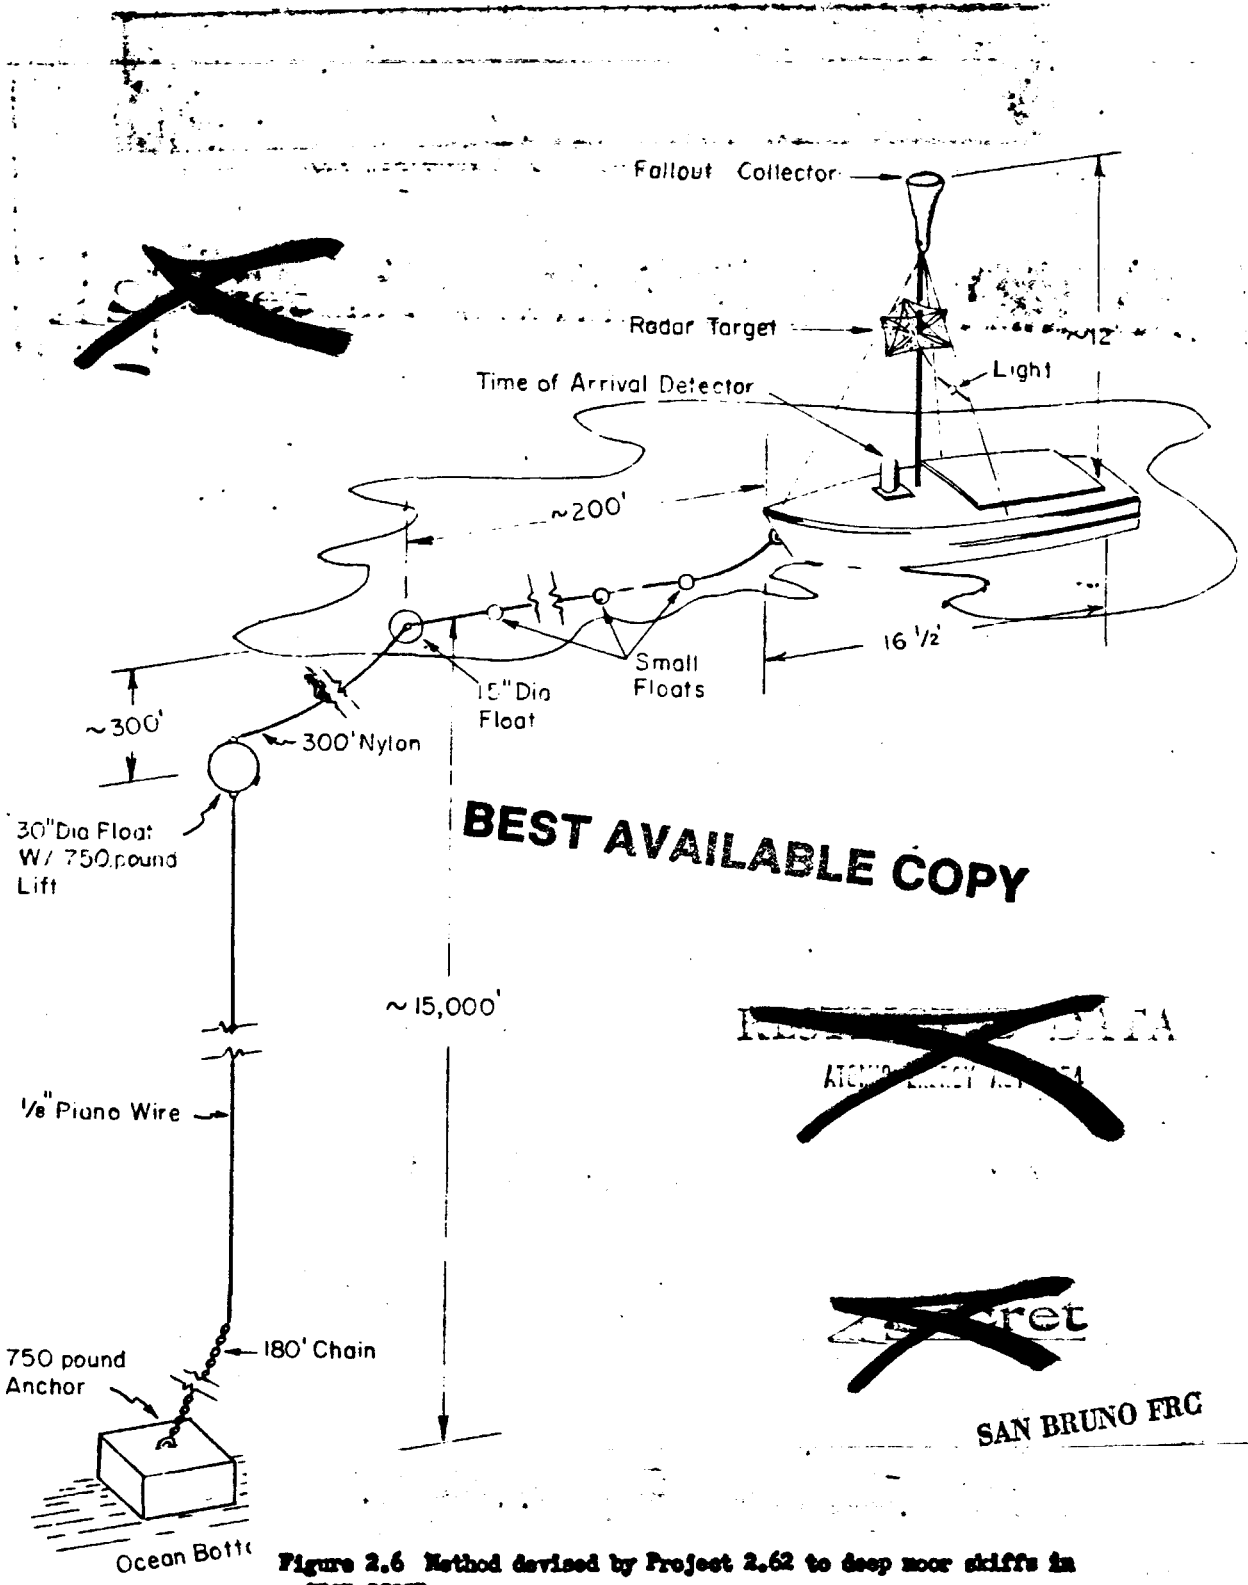 Fallout Collector
Radar Target
~12'
Light
Time of Arrival Detector
~200'
16 1/2'
Small
Floats
15" Dia
Float
~300'
300' Nylon
30" Dia Float
W/ 750 pound
Lift
BEST AVAILABLE COPY
~15,000'
DATA
1/8" Piano Wire
180' Chain
750 pound
Anchor
SAN BRUNO FRC
Ocean
Figure 2.6 Method devised by Project 2.62 to deep moor skiffs in